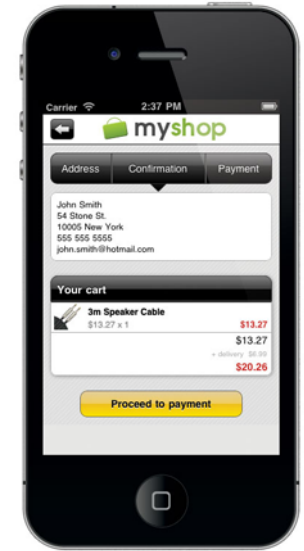 Carrier 2:37 PM
myshop
Address Confirmation Payment
John Smith
54 Stone St.
10005 New York
555 555 5555
john.smith@hotmail.com
Your cart
3m Speaker Cable
$13.27 x 1 $13.27
$13.27
+ delivery $6.99
$20.26
Proceed to payment